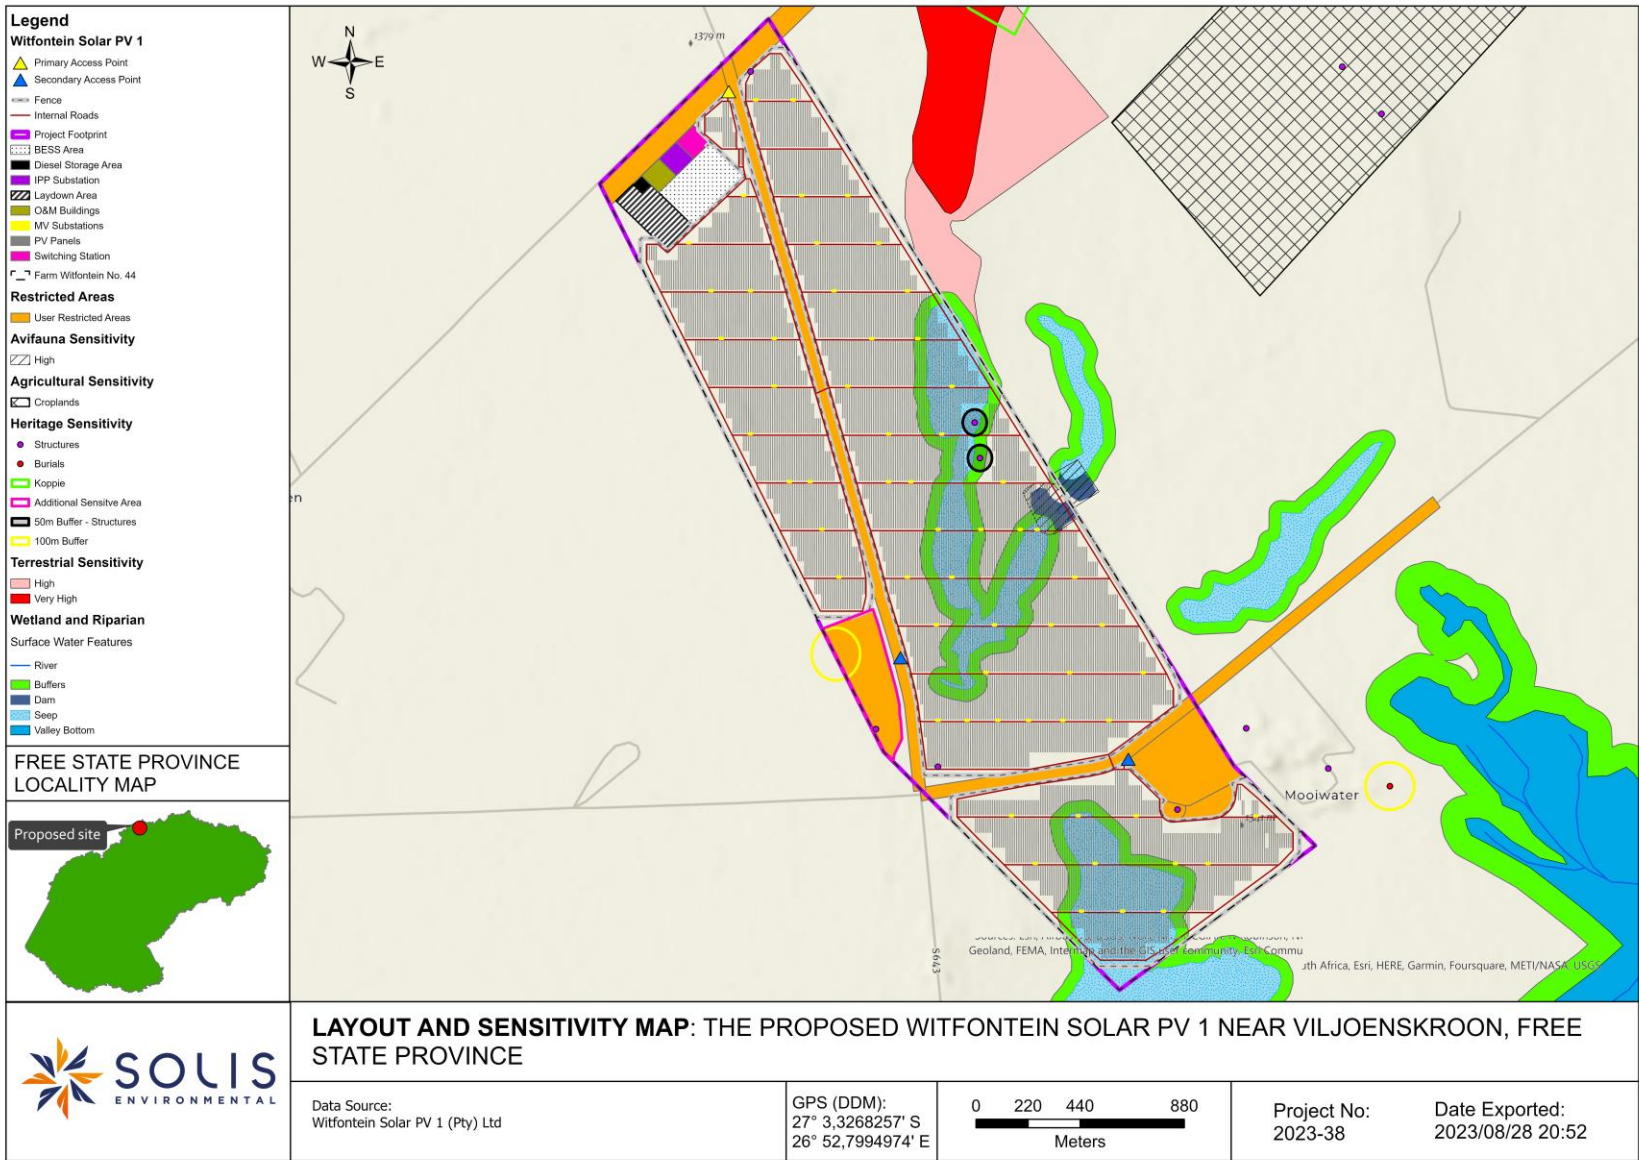 Legend
Witfontein Solar PV 1
Primary Access Point
Secondary Access Point
Fence
Internal Roads
Project Footprint
BESS Area
Diesel Storage Area
IPP Substation
Laydown Area
O&M Buildings
MV Substations
PV Panels
Switching Station
Farm Witfontein No. 44
Restricted Areas
User Restricted Areas
Avifauna Sensitivity
High
Agricultural Sensitivity
Croplands
Heritage Sensitivity
Structures
Burials
Koppie
Additional Sensitve Area
50m Buffer - Structures
100m Buffer
Terrestrial Sensitivity
High
Very High
Wetland and Riparian
Surface Water Features
River
Buffers
Dam
Seep
Valley Bottom
FREE STATE PROVINCE
LOCALITY MAP
Proposed site
N
W E
S
1379 m
en
Mooiwater
S643
Geoland, FEMA, Intermap and the GIS user community, Esri Commu
uth Africa, Esri, HERE, Garmin, Foursquare, METI/NASA, USGS
SOLIS
ENVIRONMENTAL
LAYOUT AND SENSITIVITY MAP: THE PROPOSED WITFONTEIN SOLAR PV 1 NEAR VILJOENSKROON, FREE
STATE PROVINCE
Data Source:
Witfontein Solar PV 1 (Pty) Ltd
GPS (DDM):
27° 3,3268257' S
26° 52,7994974' E
0 220 440 880
Meters
Project No:
2023-38
Date Exported:
2023/08/28 20:52